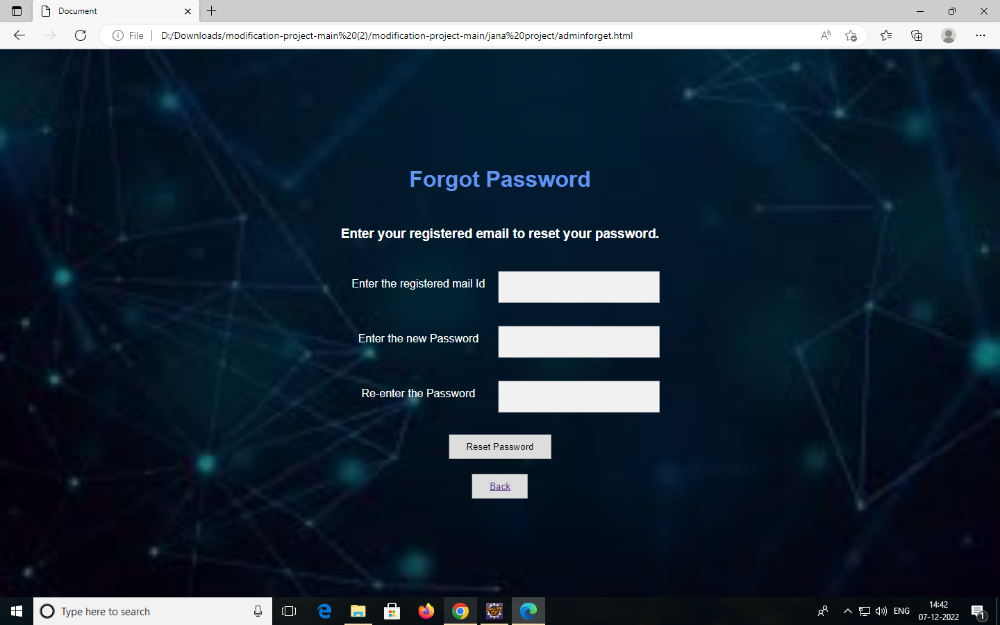 Document
File
D:/Downloads/modification-project-main%20(2)/modification-project-main/jana%20project/adminforget.html
Forgot Password
Enter your registered email to reset your password.
Enter the registered mail Id
Enter the new Password
Re-enter the Password
Reset Password
Back
Type here to search
ENG
14:42
07-12-2022
1